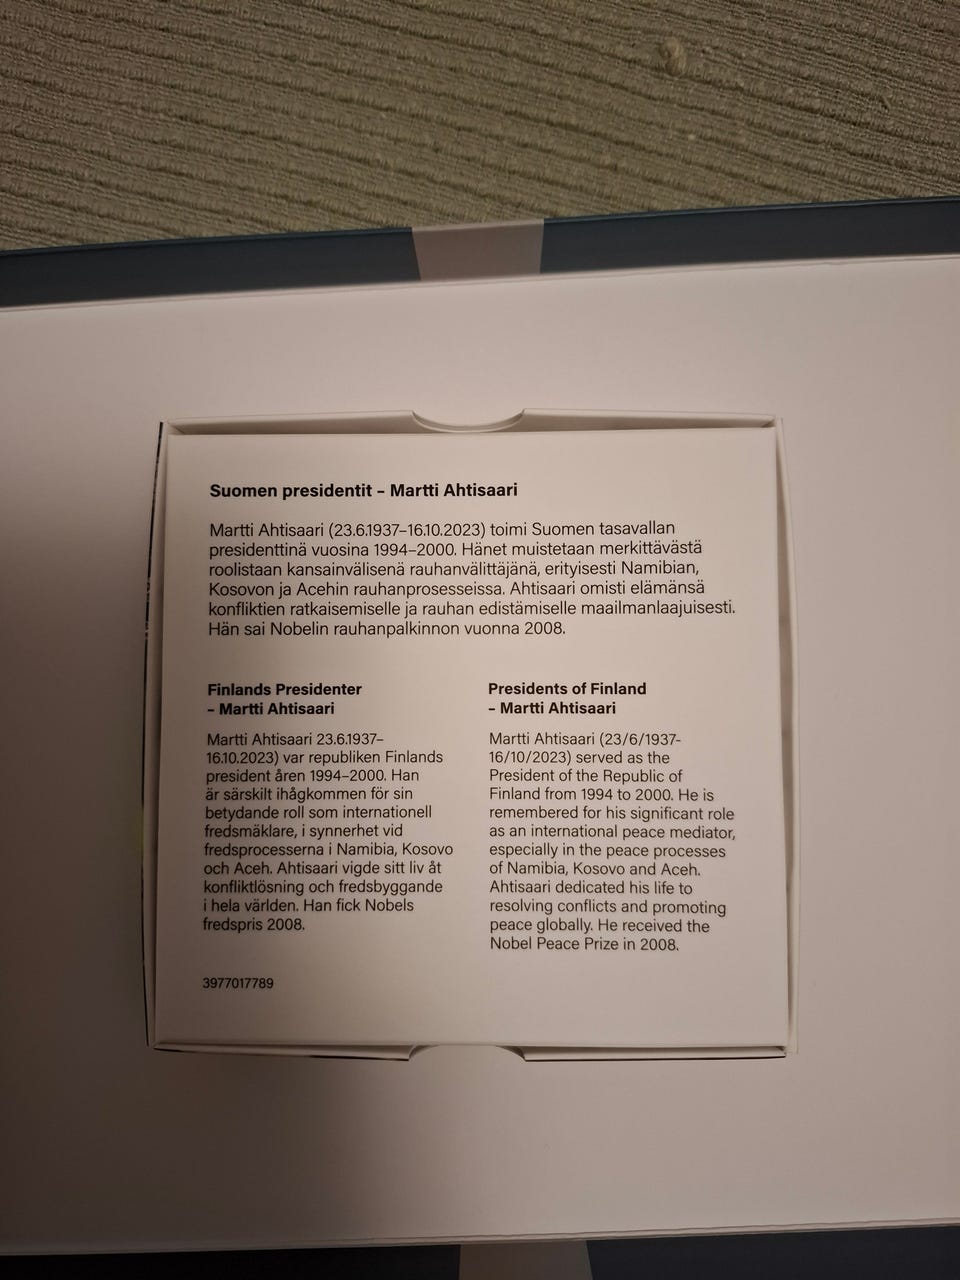 Suomen presidentit – Martti Ahtisaari
Martti Ahtisaari (23.6.1937–16.10.2023) toimi Suomen tasavallan
presidenttinä vuosina 1994–2000. Hänet muistetaan merkittävästä
roolistaan kansainvälisenä rauhanvälittäjänä, erityisesti Namibian,
Kosovon ja Acehin rauhanprosesseissa. Ahtisaari omisti elämänsä
konfliktien ratkaisemiselle ja rauhan edistämiselle maailmanlaajuisesti.
Hän sai Nobelin rauhanpalkinnon vuonna 2008.
Finlands Presidenter
– Martti Ahtisaari
Martti Ahtisaari 23.6.1937–
16.10.2023) var republiken Finlands
president åren 1994–2000. Han
är särskilt ihågkommen för sin
betydande roll som internationell
fredsmäklare, i synnerhet vid
fredsprocesserna i Namibia, Kosovo
och Aceh. Ahtisaari vigde sitt liv åt
konfliktlösning och fredsbyggande
i hela världen. Han fick Nobels
fredspris 2008.
Presidents of Finland
– Martti Ahtisaari
Martti Ahtisaari (23/6/1937-
16/10/2023) served as the
President of the Republic of
Finland from 1994 to 2000. He is
remembered for his significant role
as an international peace mediator,
especially in the peace processes
of Namibia, Kosovo and Aceh.
Ahtisaari dedicated his life to
resolving conflicts and promoting
peace globally. He received the
Nobel Peace Prize in 2008.
3977017789